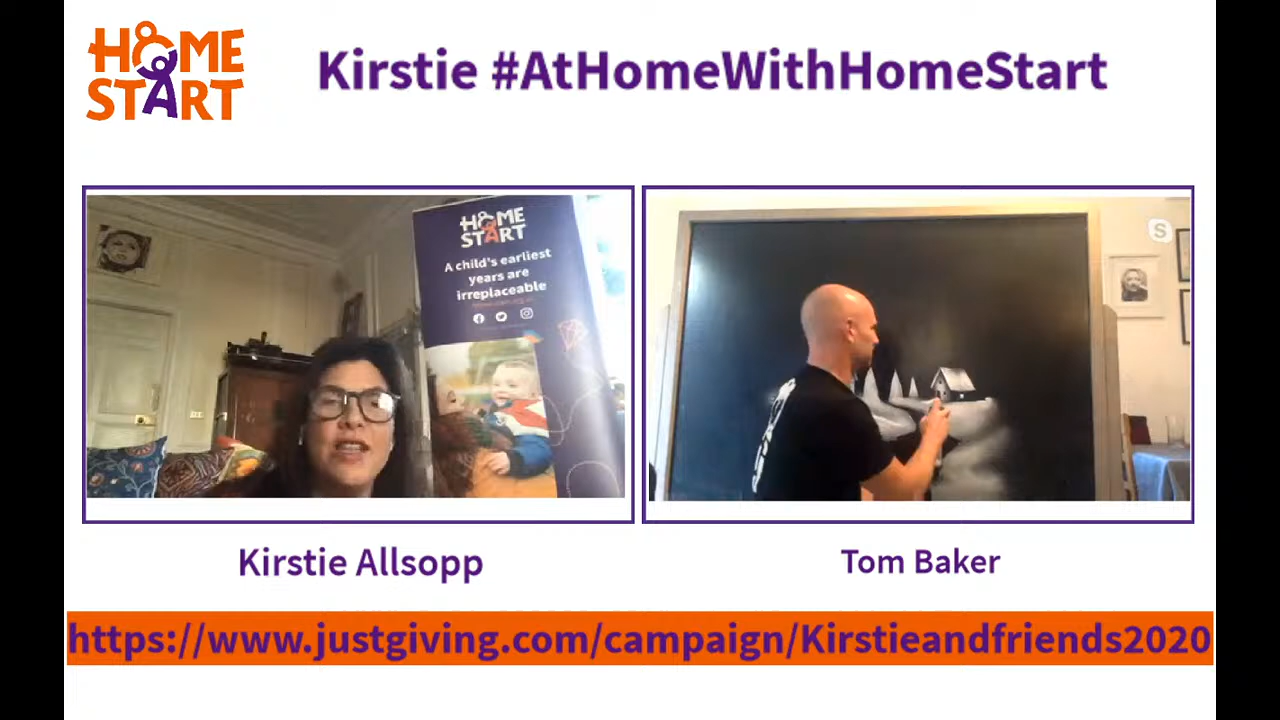 HOME
START
Kirstie #AtHomeWithHomeStart
HOME
START
A child's earliest
years are
irreplaceable
S
Kirstie Allsopp
Tom Baker
https://www.justgiving.com/campaign/Kirstieandfriends2020